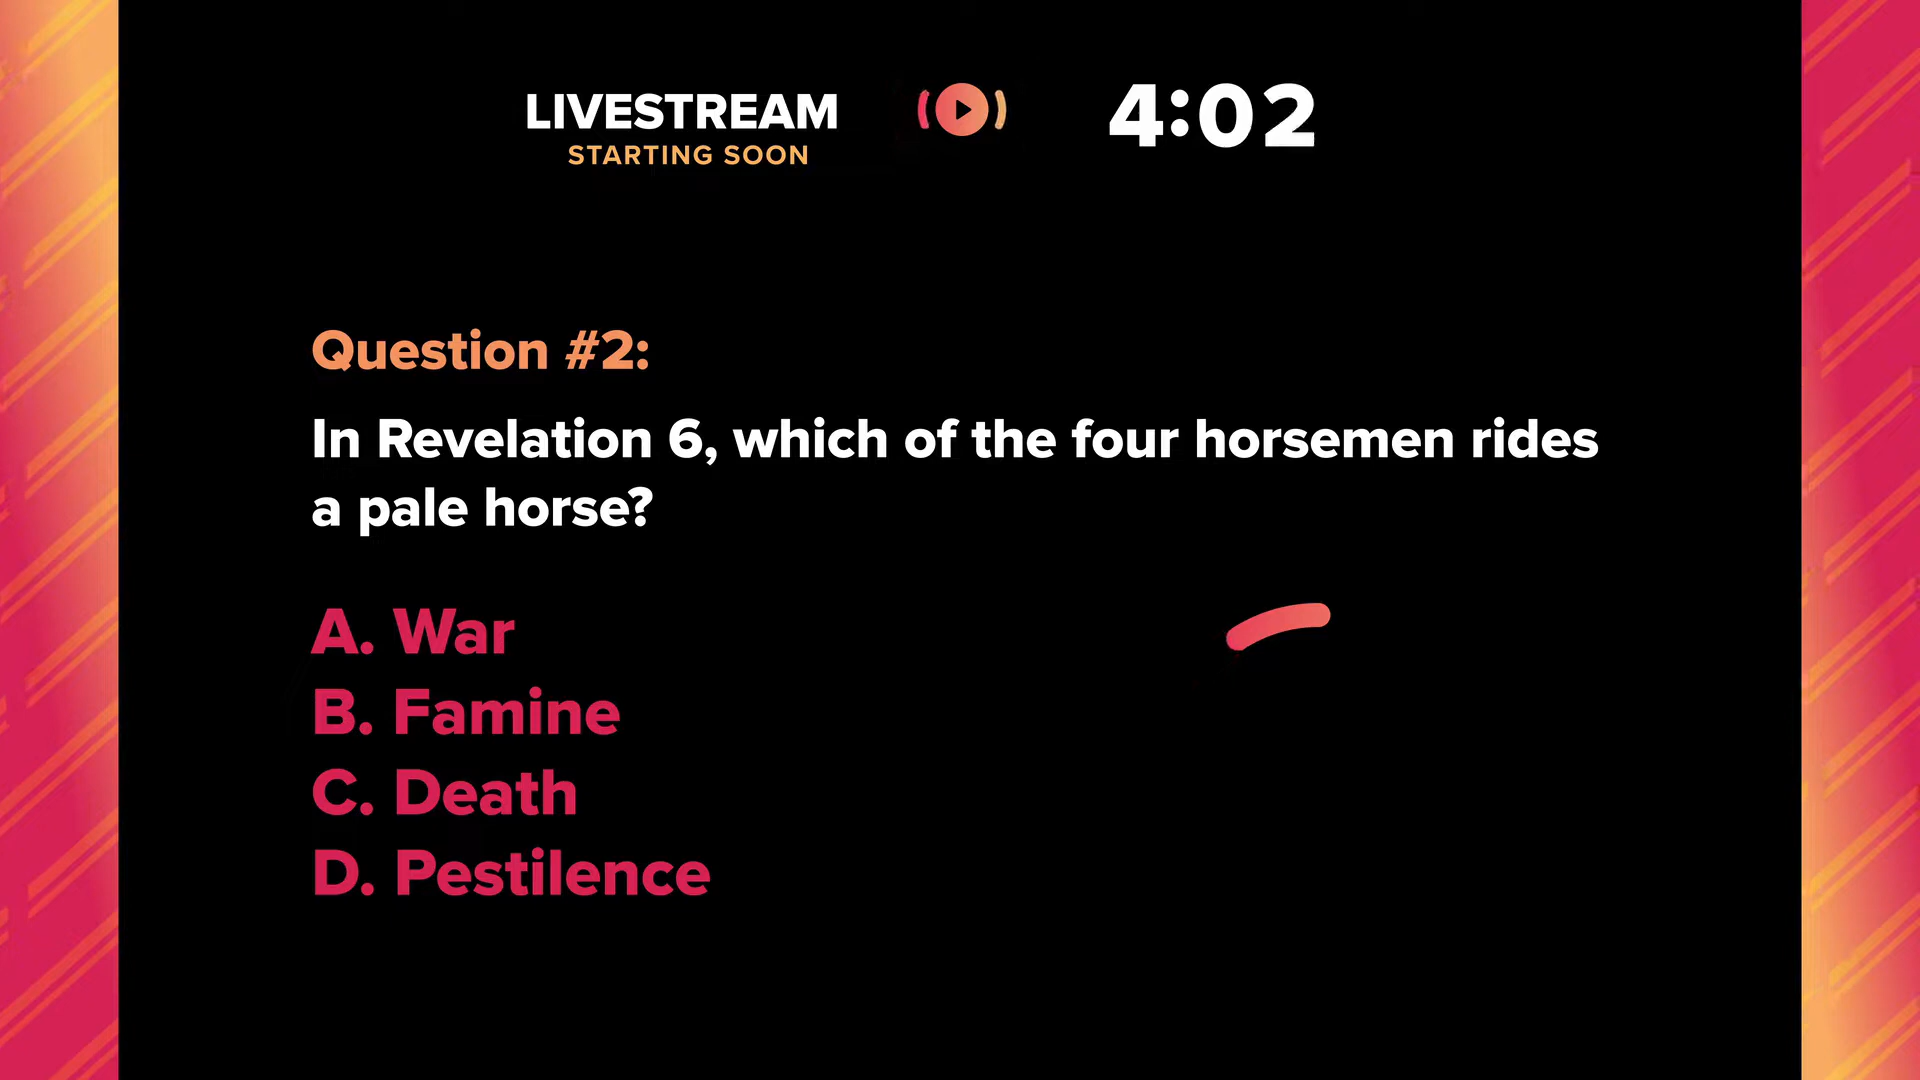 LIVESTREAM
STARTING SOON
4:02
Question #2:
In Revelation 6, which of the four horsemen rides
a pale horse?
A. War
B. Famine
C. Death
D. Pestilence